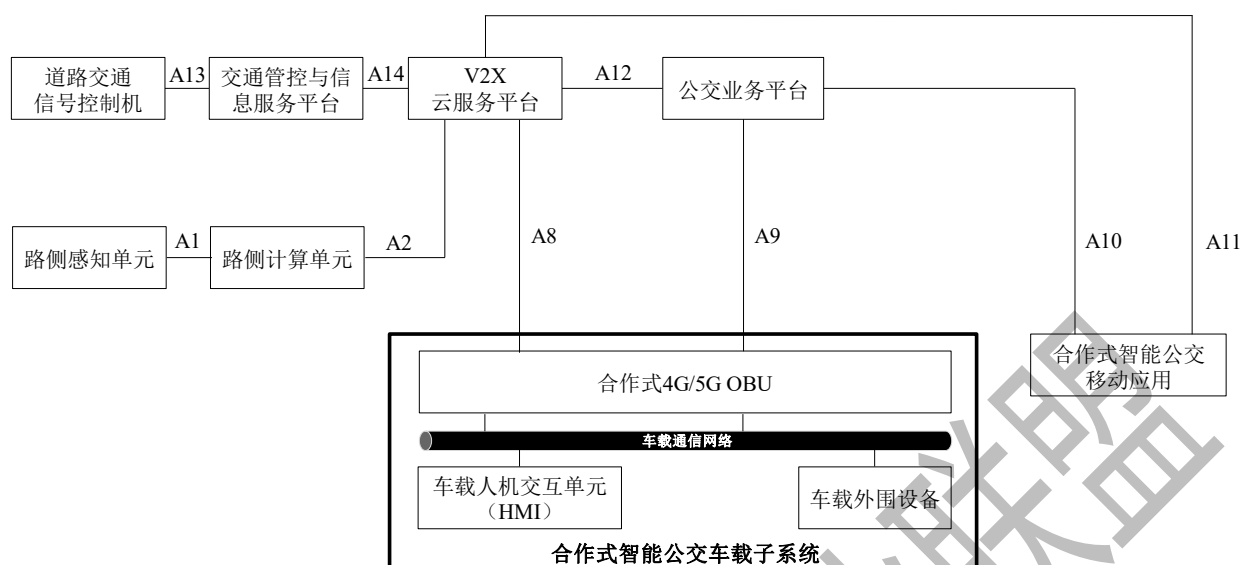 道路交通
信号控制机
A13
交通管控与信
息服务平台
A14
V2X
云服务平台
A12
公交业务平台
路侧感知单元
A1
路侧计算单元
A2
A8
A9
A10
A11
合作式智能公交
移动应用
合作式4G/5G OBU
车载通信网络
车载人机交互单元
（HMI）
车载外围设备
合作式智能公交车载子系统
联盟